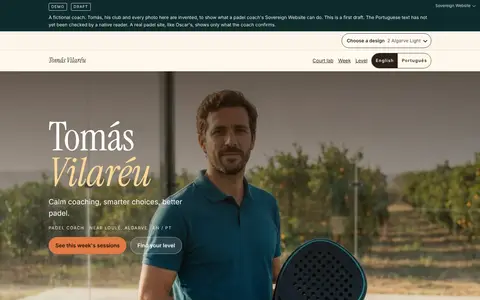 DEMO DRAFT
Sovereign Website
A fictional coach. Tomás, his club and every photo here are invented, to show what a padel coach's Sovereign Website can do. This is a first draft. The Portuguese text has not
yet been checked by a native reader. A real padel site, like Oscar's, shows only what the coach confirms.
Choose a design 2 Algarve Light
Tomás Vilaréu
Court lab Week Level English Português
Tomás
Vilaréu
Calm coaching, smarter choices, better
padel.
PADEL COACH NEAR LOULÉ, ALGARVE EN / PT
See this week's sessions Find your level